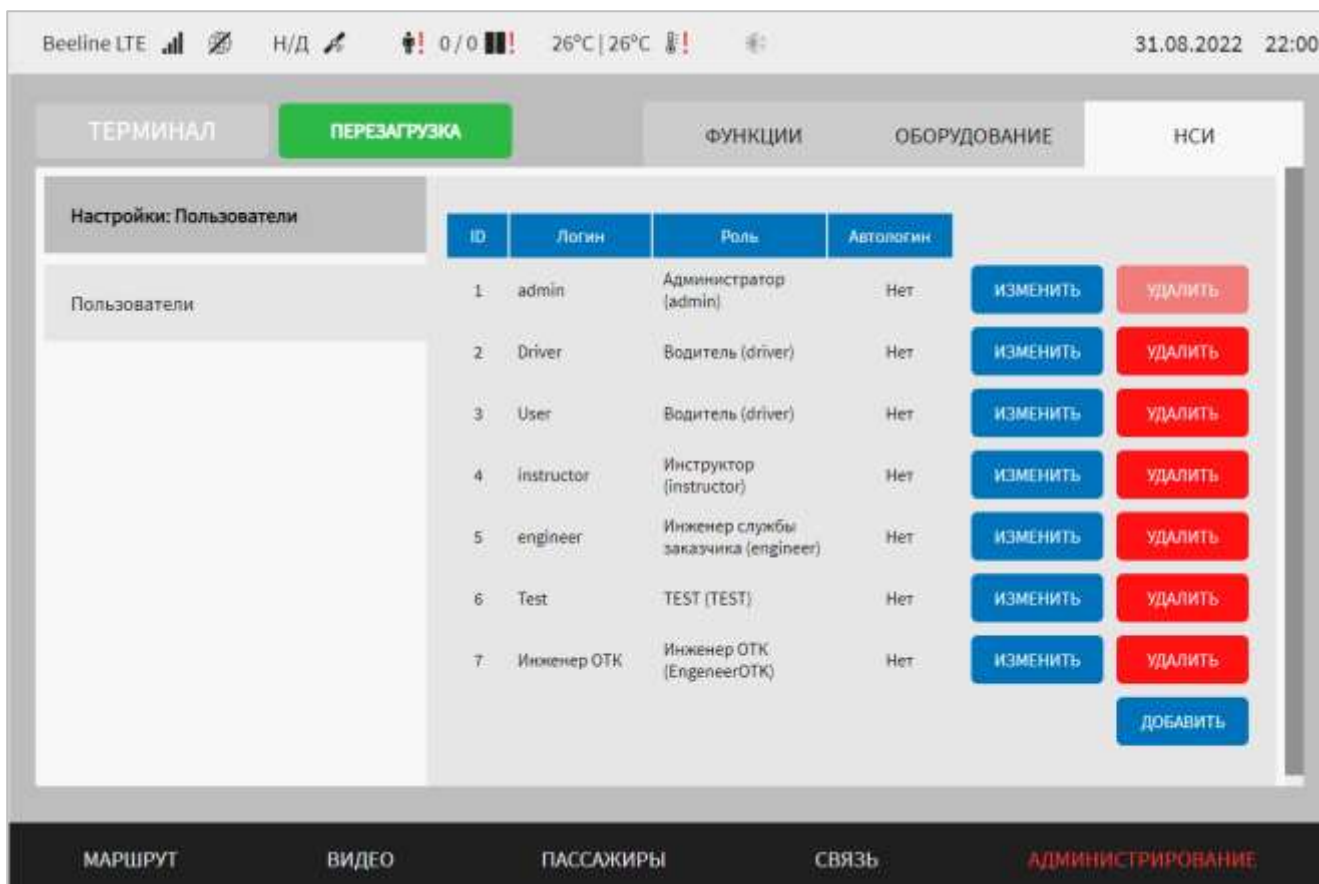 Beeline LTE Н/Д 0/0 26°C|26°C 31.08.2022 22:00
ТЕРМИНАЛ ПЕРЕЗАГРУЗКА ФУНКЦИИ ОБОРУДОВАНИЕ НСИ
Настройки: Пользователи
Пользователи
ID Логин Роль Автологин
1 admin Администратор
(admin) Нет ИЗМЕНИТЬ УДАЛИТЬ
2 Driver Водитель (driver) Нет ИЗМЕНИТЬ УДАЛИТЬ
3 User Водитель (driver) Нет ИЗМЕНИТЬ УДАЛИТЬ
4 instructor Инструктор
(instructor) Нет ИЗМЕНИТЬ УДАЛИТЬ
5 engineer Инженер службы
заказчика (engineer) Нет ИЗМЕНИТЬ УДАЛИТЬ
6 Test TEST (TEST) Нет ИЗМЕНИТЬ УДАЛИТЬ
7 Инженер ОТК Инженер ОТК
(EngeneerOTK) Нет ИЗМЕНИТЬ УДАЛИТЬ
ДОБАВИТЬ
МАРШРУТ ВИДЕО ПАССАЖИРЫ СВЯЗЬ АДМИНИСТРИРОВАНИЕ